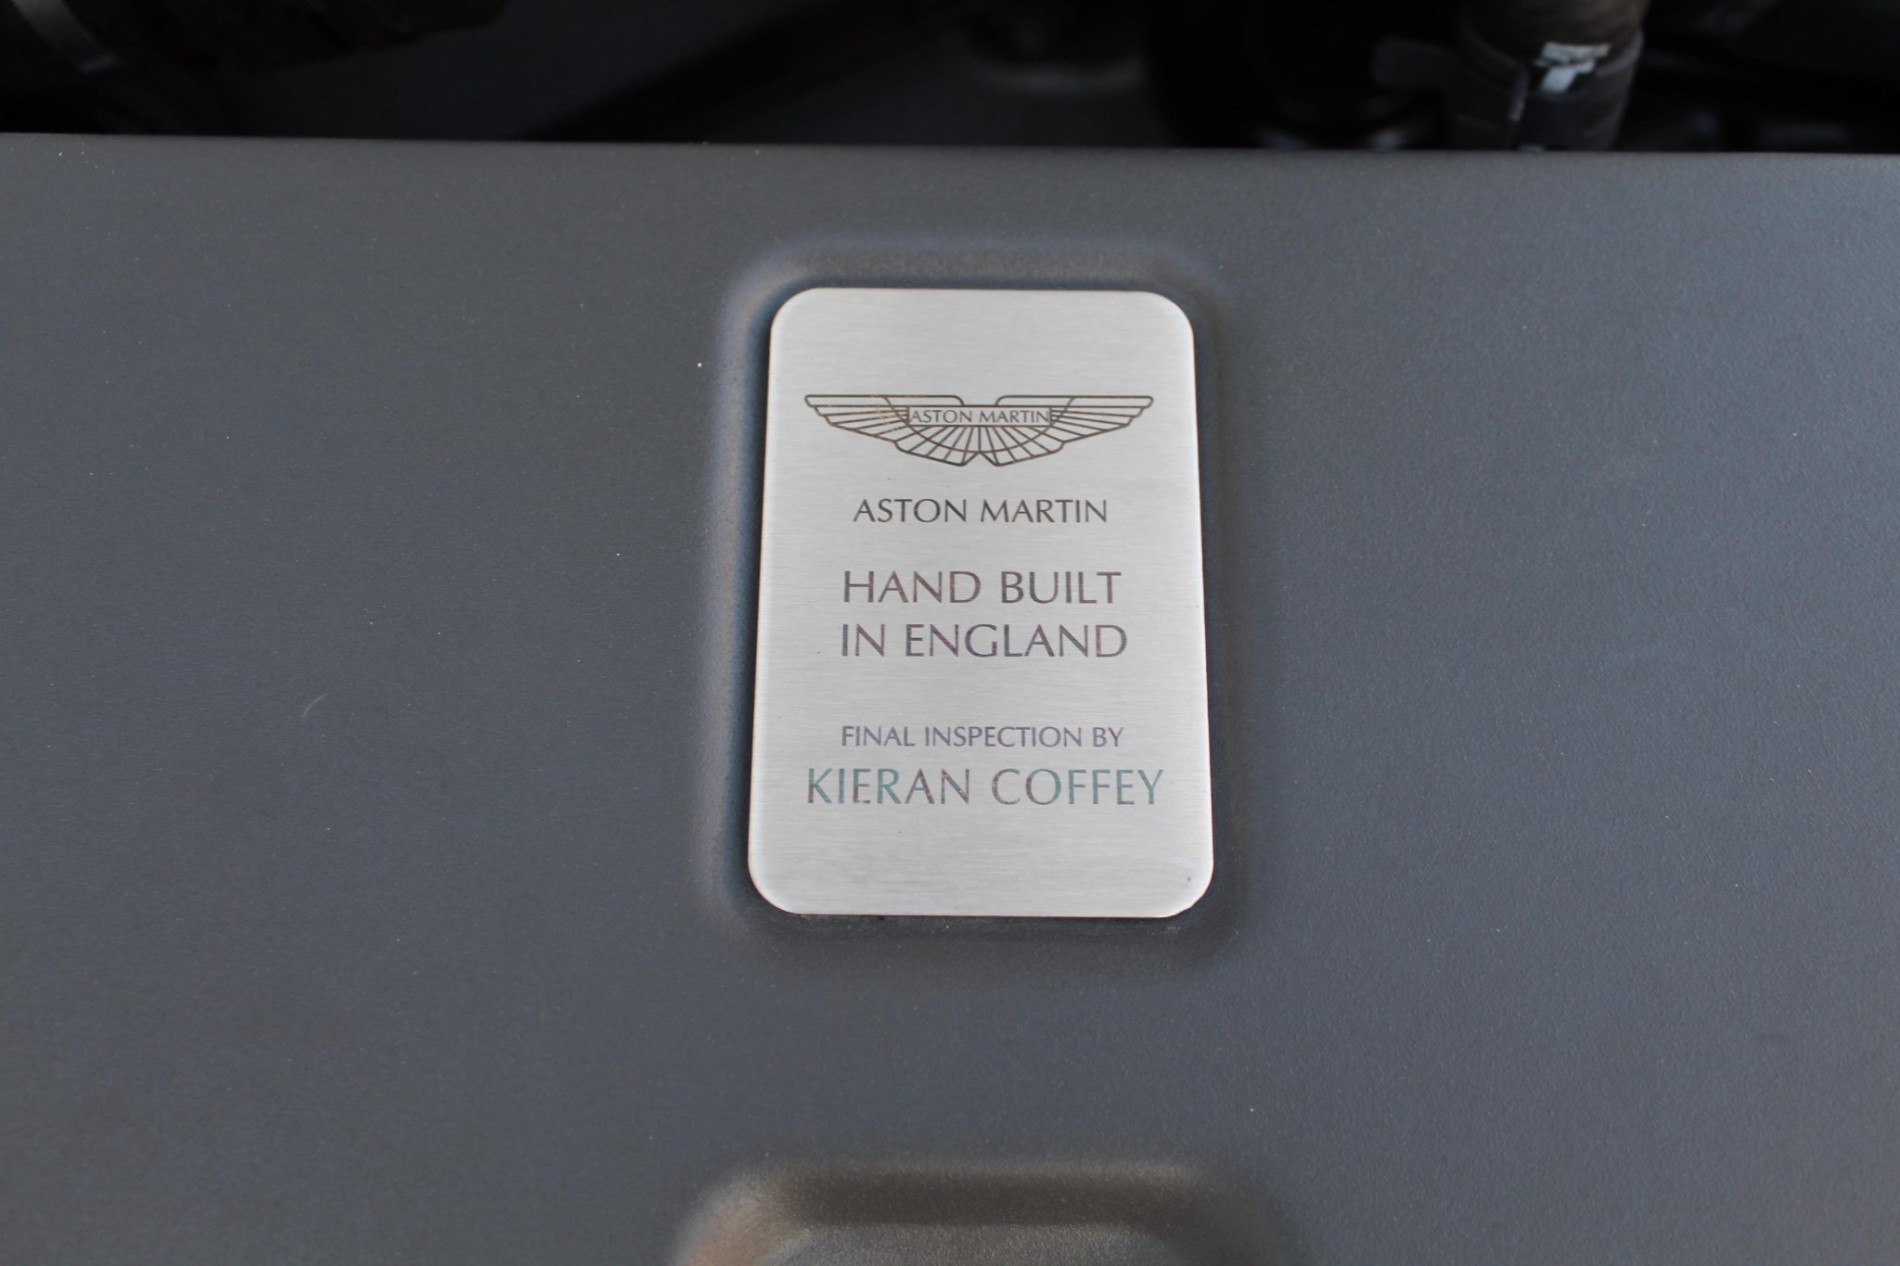 ASTON MARTIN
ASTON MARTIN
HAND BUILT
IN ENGLAND
FINAL INSPECTION BY
KIERAN COFFEY